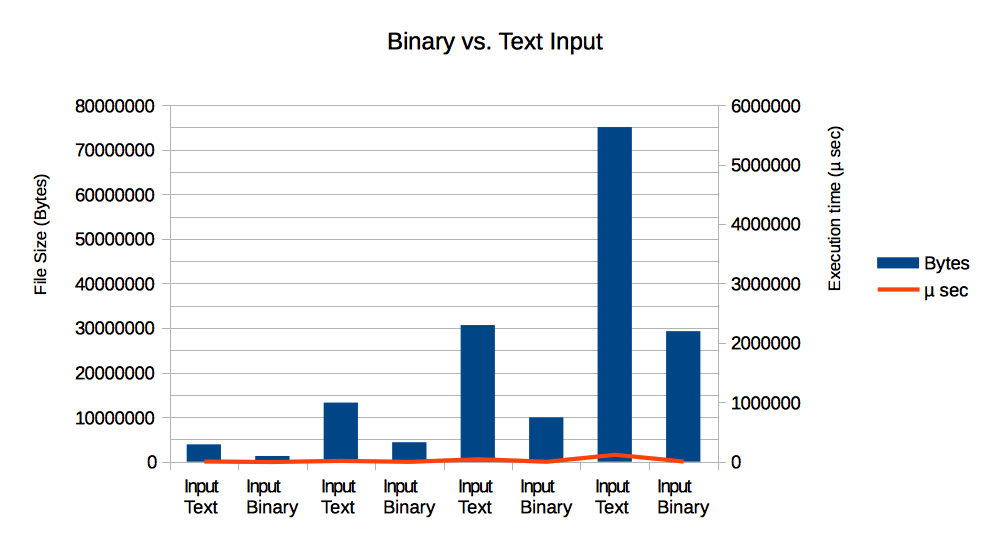 Binary vs. Text Input
80000000
70000000
60000000
50000000
40000000
30000000
20000000
10000000
0
File Size (Bytes)
6000000
5000000
4000000
3000000
2000000
1000000
0
Execution time (µ sec)
Bytes
µ sec
Input Input Input Input Input Input Input Input
Text Binary Text Binary Text Binary Text Binary